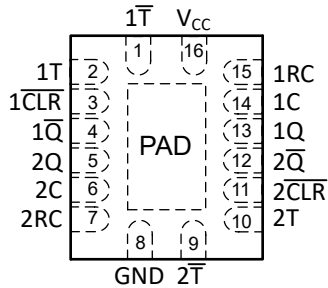 1T̅ V_CC
1 16
1T 2 15 1RC
1C̅L̅R̅ 3 14 1C
1Q̅ 4 13 1Q
PAD
2Q 5 12 2Q̅
2C 6 11 2C̅L̅R̅
2RC 7 10 2T
8 9
GND 2T̅